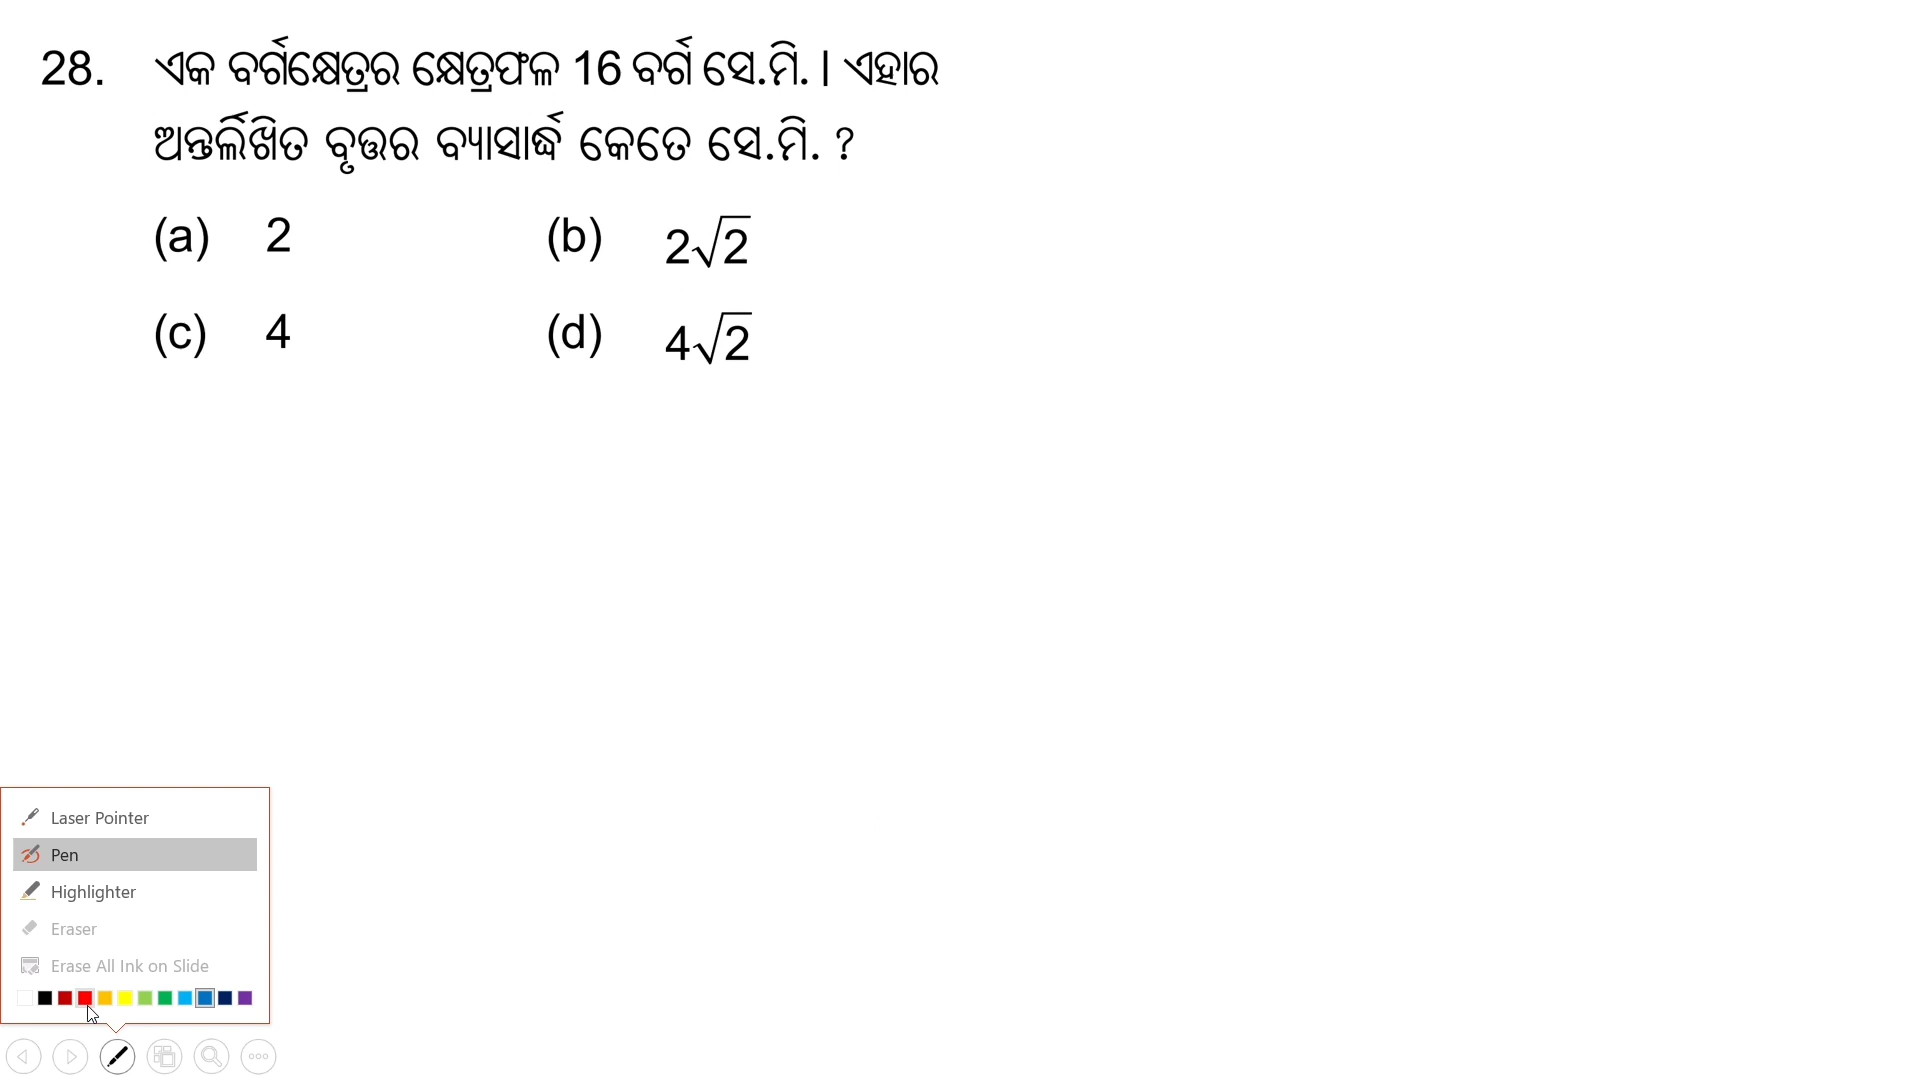 28. ଏକ ବର୍ଗକ୍ଷେତ୍ରର କ୍ଷେତ୍ରଫଳ 16 ବର୍ଗ ସେ.ମି. | ଏହାର
ଅନ୍ତର୍ଲିଖିତ ବୃତ୍ତର ବ୍ୟାସାର୍ଦ୍ଧ କେତେ ସେ.ମି. ?
(a) 2 (b) 2√2
(c) 4 (d) 4√2
Laser Pointer
Pen
Highlighter
Eraser
Erase All Ink on Slide